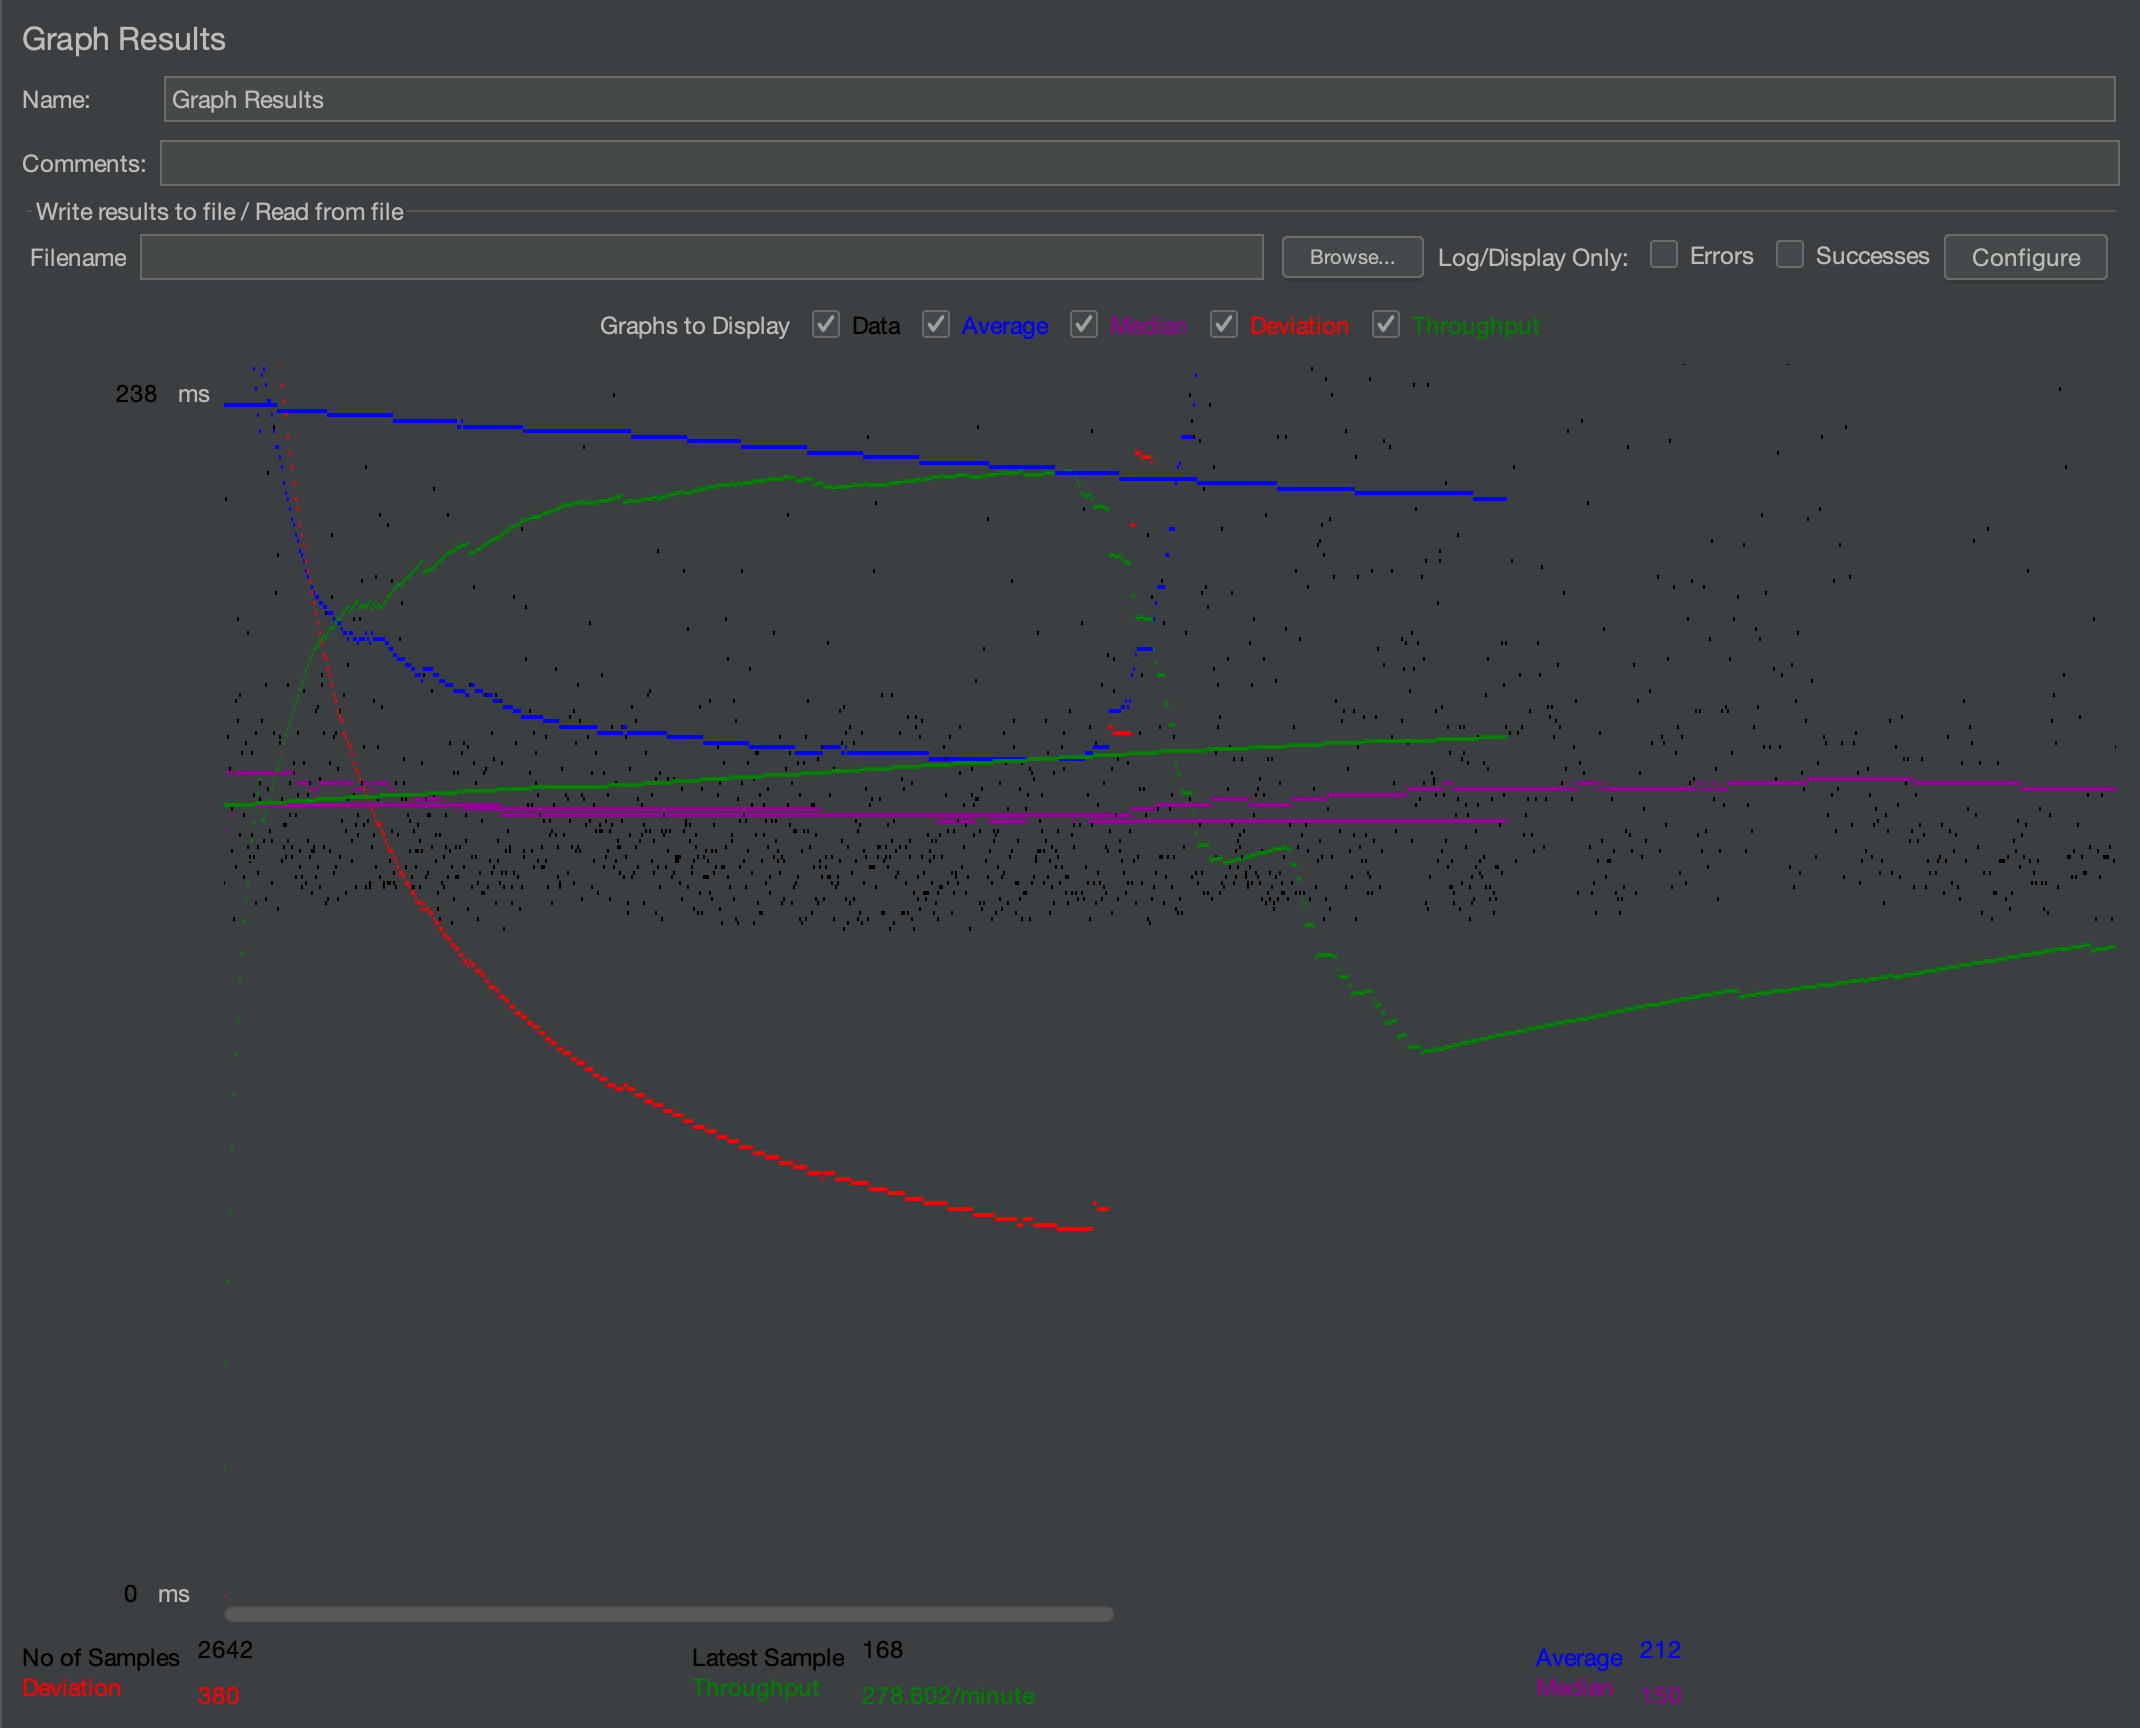 Graph Results
Name: Graph Results
Comments:
Write results to file / Read from file
Filename Browse... Log/Display Only: Errors Successes Configure
Graphs to Display Data Average Median Deviation Throughput
238 ms
0 ms
No of Samples 2642 Latest Sample 168 Average 212
Deviation 380 Throughput 278.602/minute Median 150